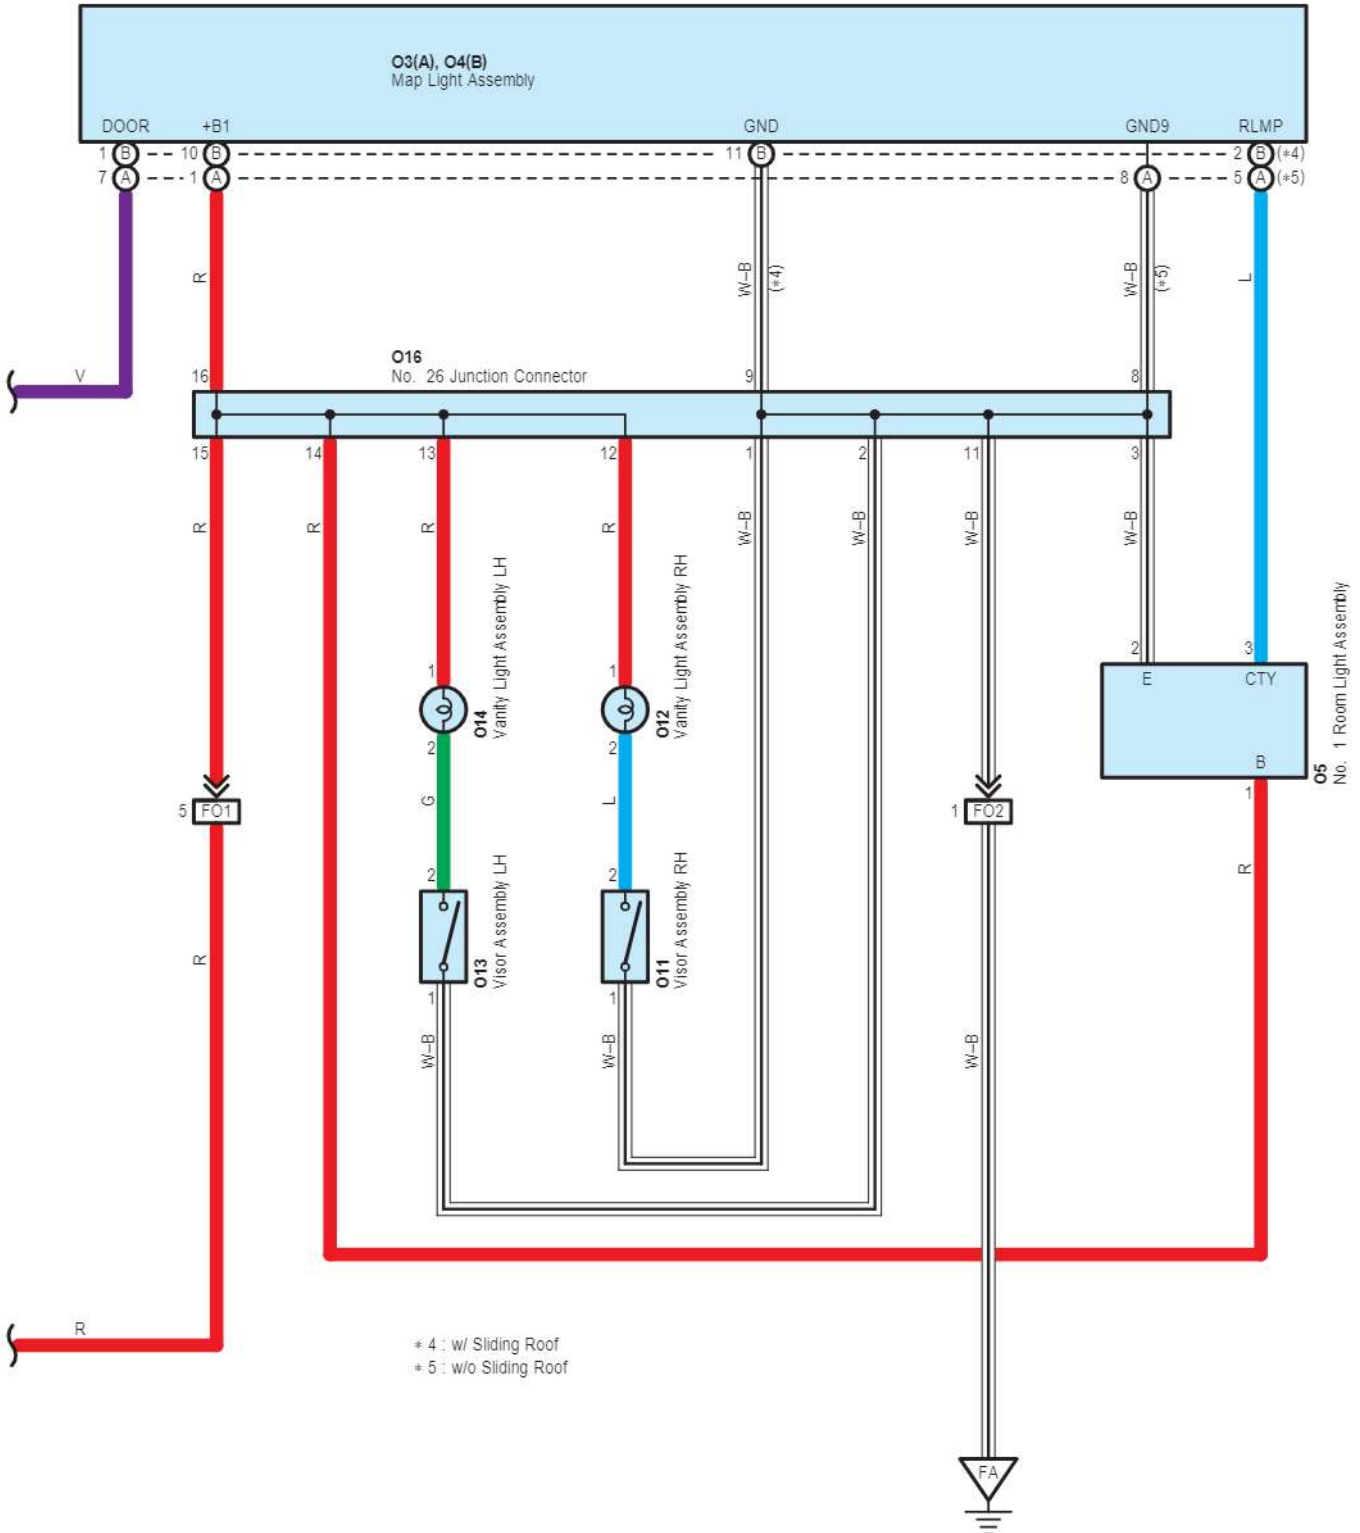 O3(A), O4(B)
Map Light Assembly
DOOR +B1 GND GND9 RLMP
1 B 10 B 11 B 2 B (*4)
7 A 1 A 8 A 5 A (*5)
R W-B (*4) W-B (*5) L
O16
No. 26 Junction Connector
V 16 9 8
15 14 13 12 1 2 11 3
R R R R W-B W-B W-B W-B
1 O14 Vanity Light Assembly LH
1 O12 Vanity Light Assembly RH
2 3
E CTY
B
O5 No. 1 Room Light Assembly
2 2
G L
5 FO1
1 FO2
1
R
2 O13 Visor Assembly LH
2 O11 Visor Assembly RH
R
1 1
W-B W-B W-B
R
* 4 : w/ Sliding Roof
* 5 : w/o Sliding Roof
FA